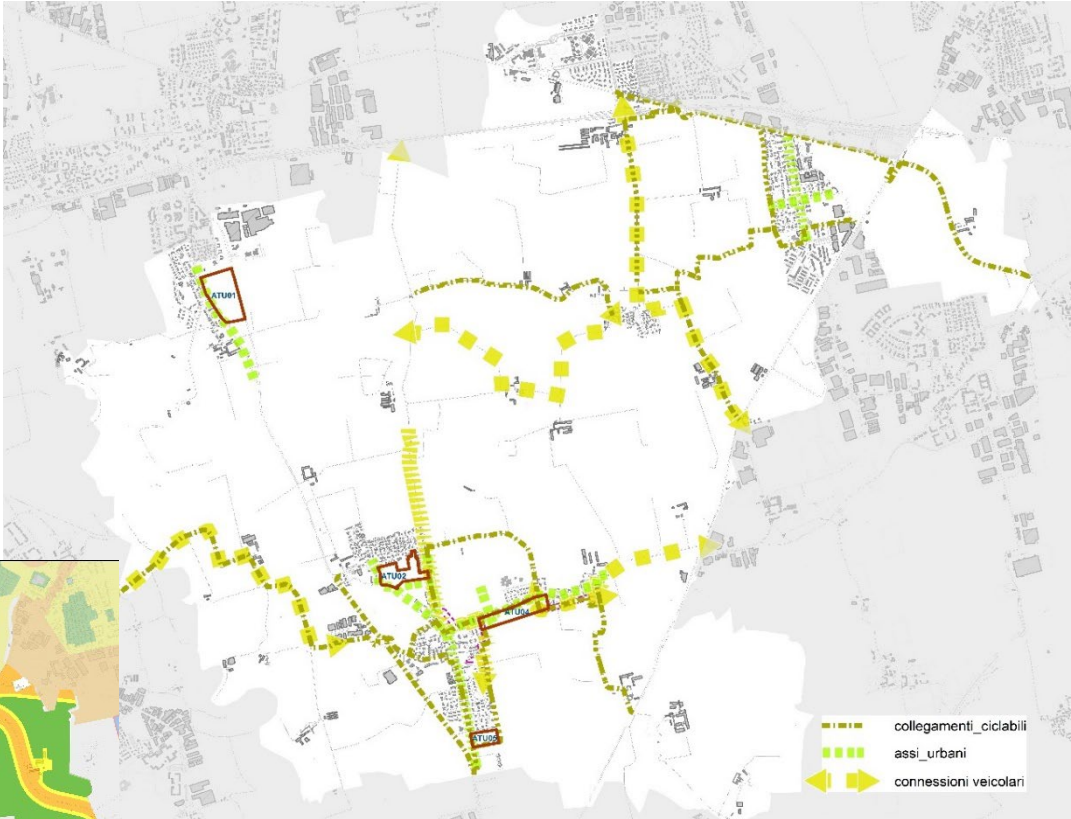 ATU01
ATU02
ATU04
ATU05
collegamenti_ciclabili
assi_urbani
connessioni veicolari